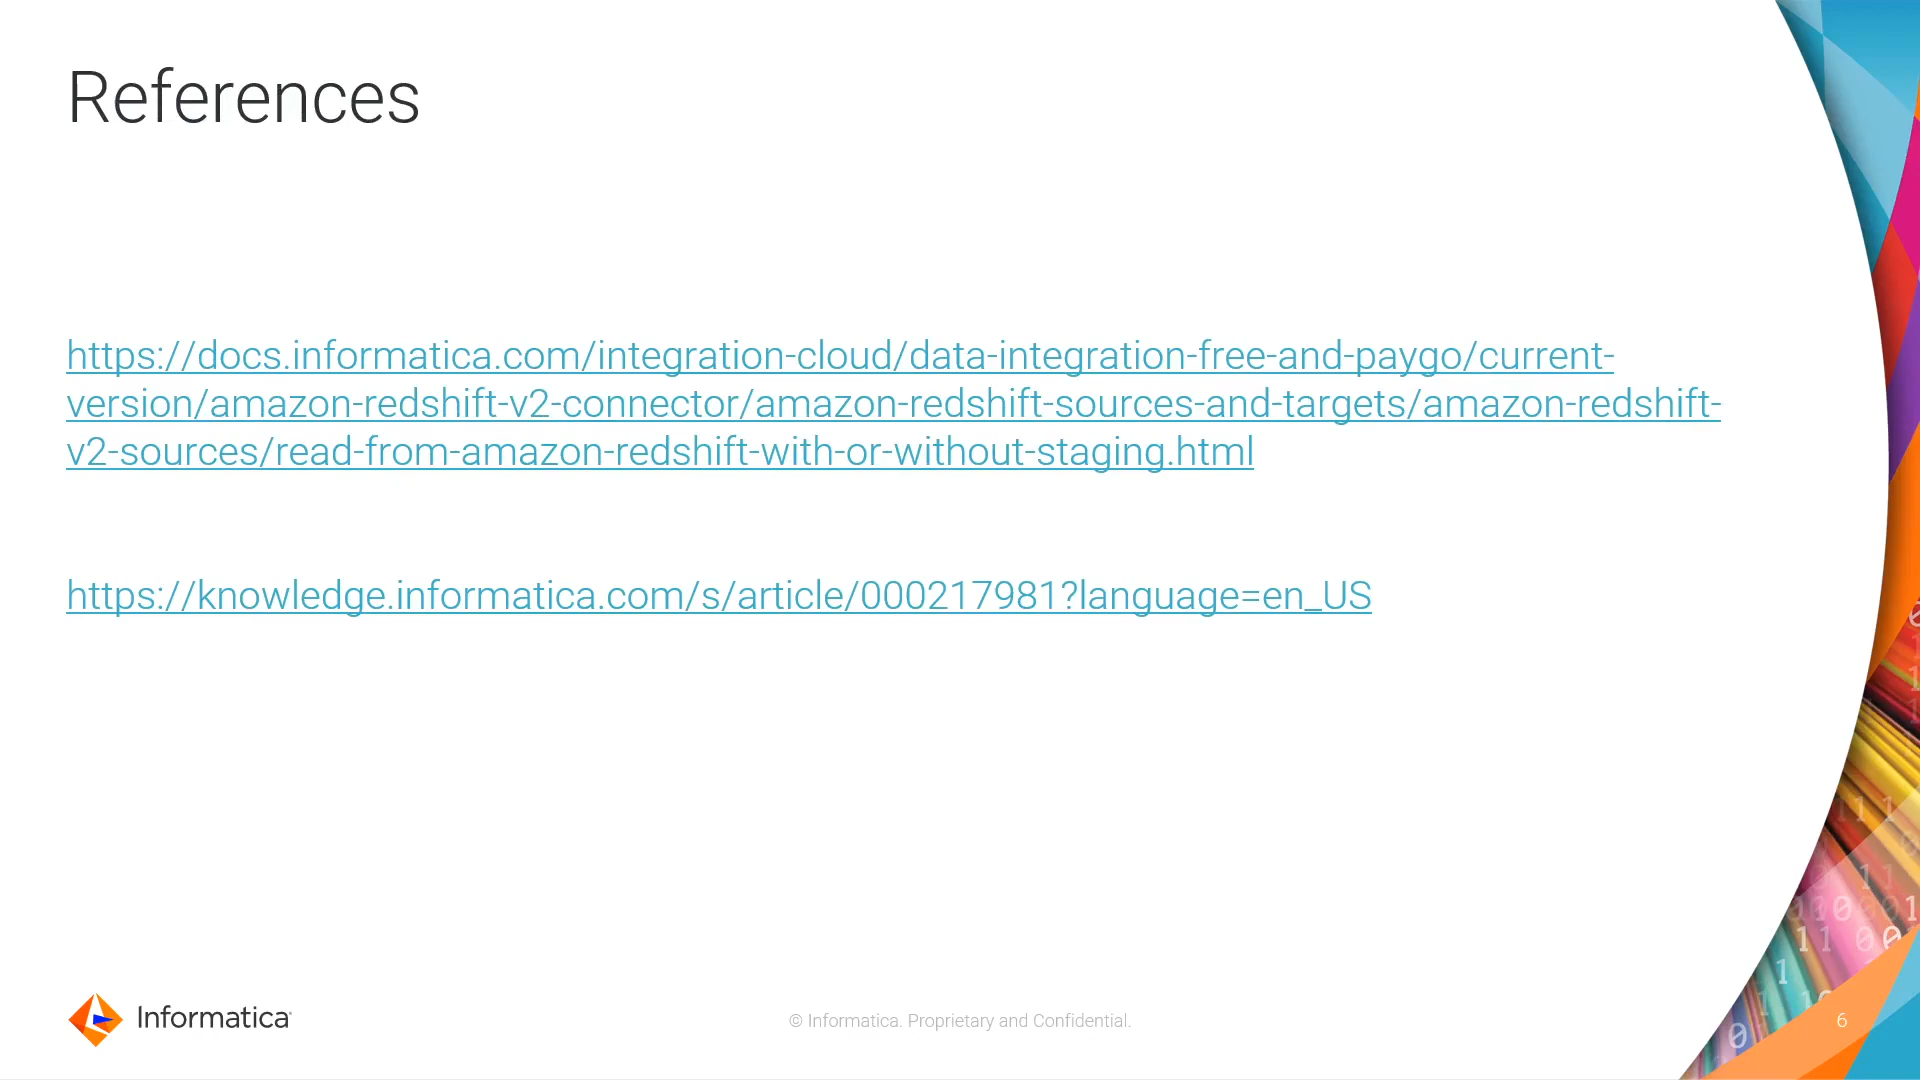 References
https://docs.informatica.com/integration-cloud/data-integration-free-and-paygo/current-
version/amazon-redshift-v2-connector/amazon-redshift-sources-and-targets/amazon-redshift-
v2-sources/read-from-amazon-redshift-with-or-without-staging.html
https://knowledge.informatica.com/s/article/000217981?language=en_US
Informatica
© Informatica. Proprietary and Confidential.
6